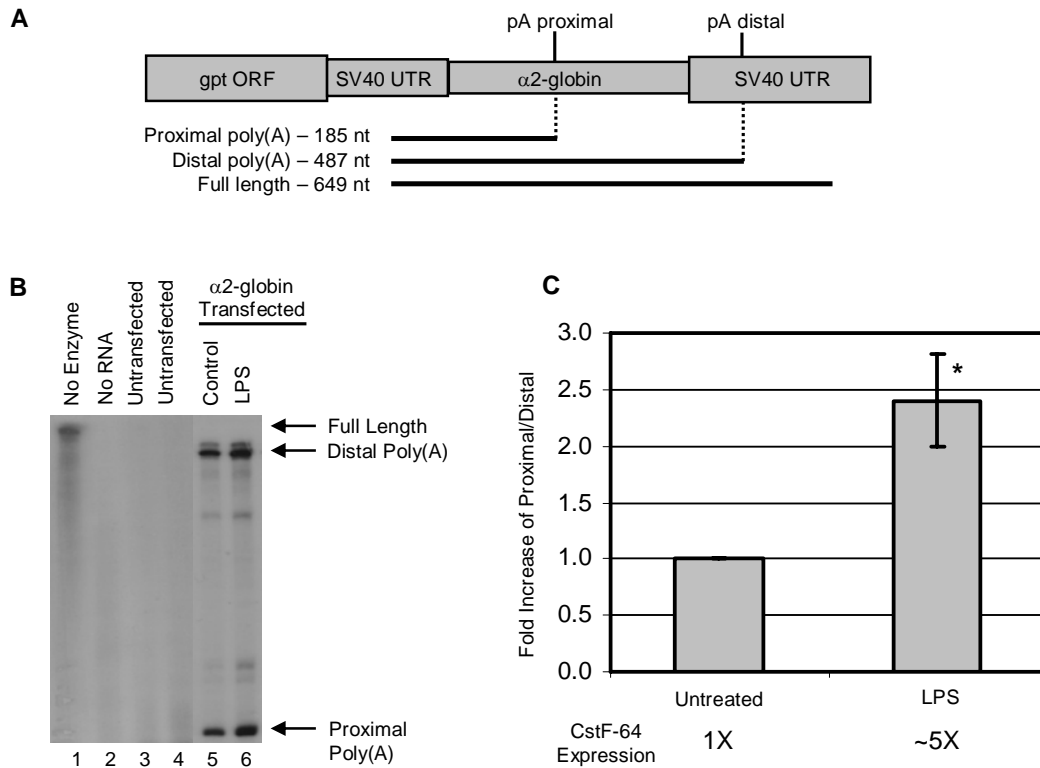 A
pA proximal
pA distal
gpt ORF
SV40 UTR
α2-globin
SV40 UTR
Proximal poly(A) – 185 nt
Distal poly(A) – 487 nt
Full length – 649 nt
B
No Enzyme
No RNA
Untransfected
Untransfected
α2-globin
Transfected
Control
LPS
Full Length
Distal Poly(A)
Proximal
Poly(A)
1 2 3 4 5 6
C
Fold Increase of Proximal/Distal
3.0
2.5
2.0
1.5
1.0
0.5
0.0
*
Untreated
LPS
CstF-64
Expression
1X
~5X